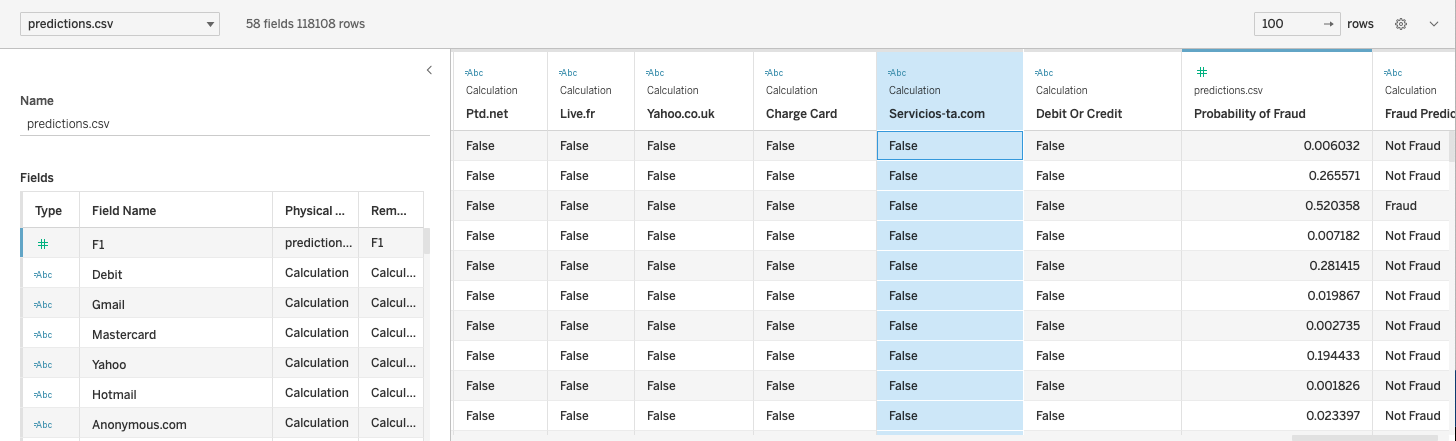 predictions.csv 58 fields 118108 rows 100 → rows
Name
predictions.csv
Fields
Type Field Name Physical ... Rem...
# F1 prediction... F1
=Abc Debit Calculation Calcul...
=Abc Gmail Calculation Calcul...
=Abc Mastercard Calculation Calcul...
=Abc Yahoo Calculation Calcul...
=Abc Hotmail Calculation Calcul...
=Abc Anonymous.com Calculation Calcul...
=Abc =Abc =Abc =Abc =Abc =Abc # =Abc
Calculation Calculation Calculation Calculation Calculation Calculation predictions.csv Calculation
Ptd.net Live.fr Yahoo.co.uk Charge Card Servicios-ta.com Debit Or Credit Probability of Fraud Fraud Predic
False False False False False False 0.006032 Not Fraud
False False False False False False 0.265571 Not Fraud
False False False False False False 0.520358 Fraud
False False False False False False 0.007182 Not Fraud
False False False False False False 0.281415 Not Fraud
False False False False False False 0.019867 Not Fraud
False False False False False False 0.002735 Not Fraud
False False False False False False 0.194433 Not Fraud
False False False False False False 0.001826 Not Fraud
False False False False False False 0.023397 Not Fraud